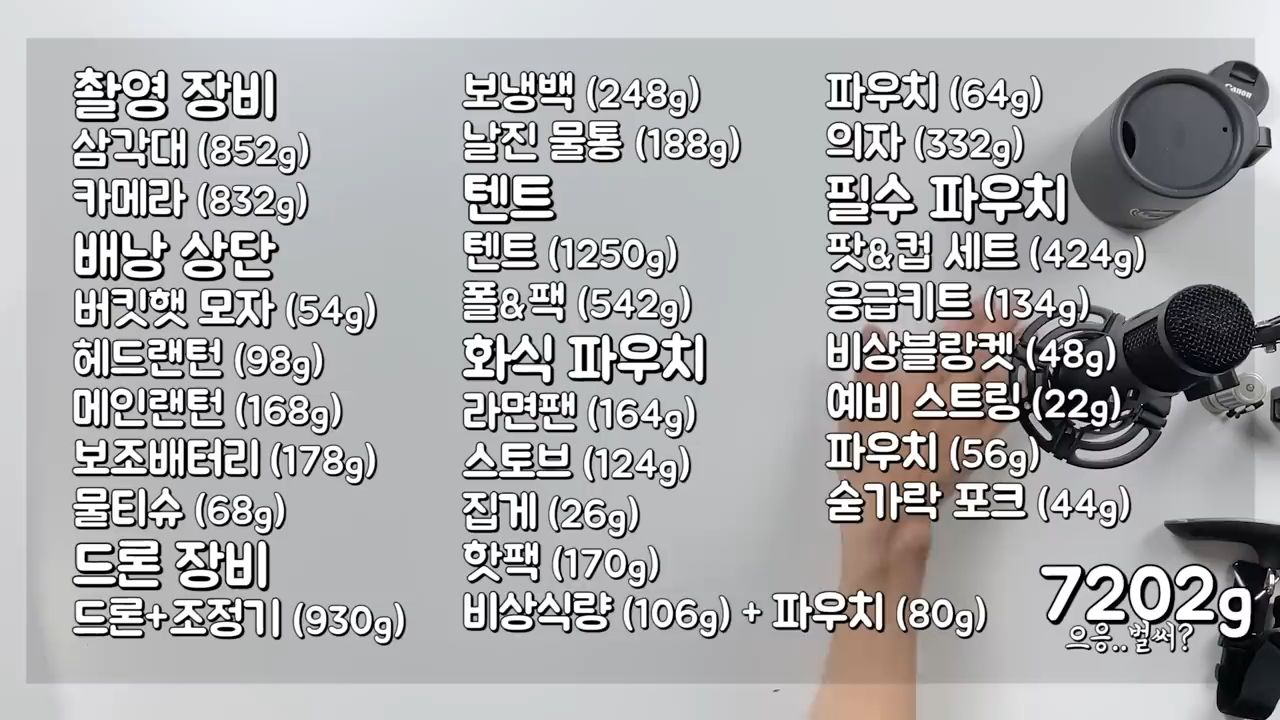 촬영 장비
삼각대 (852g)
카메라 (832g)
배낭 상단
버킷햇 모자 (54g)
헤드랜턴 (98g)
메인랜턴 (168g)
보조배터리 (178g)
물티슈 (68g)
드론 장비
드론+조정기 (930g)
보냉백 (248g)
날진 물통 (188g)
텐트
텐트 (1250g)
폴&팩 (542g)
화식 파우치
라면팬 (164g)
스토브 (124g)
집게 (26g)
핫팩 (170g)
비상식량 (106g) + 파우치 (80g)
파우치 (64g)
의자 (332g)
필수 파우치
팟&컵 세트 (424g)
응급키트 (134g)
비상블랑켓 (48g)
예비 스트링 (22g)
파우치 (56g)
숟가락 포크 (44g)
7202g
으응..벌써?
Canon